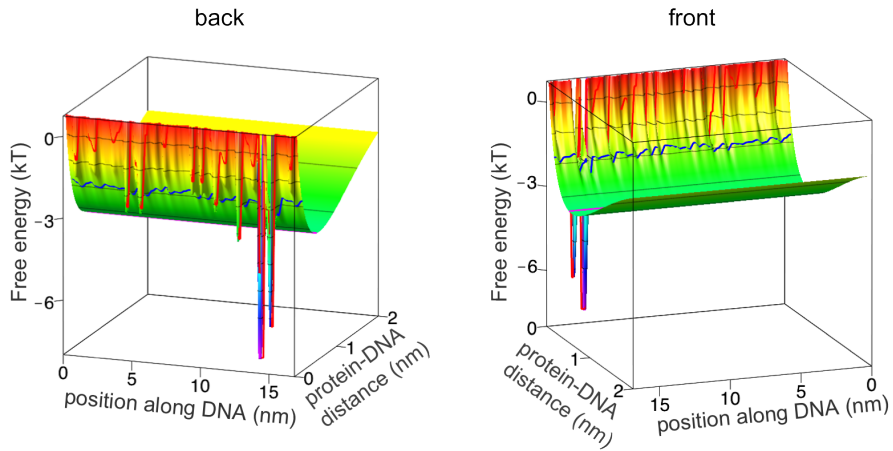 back
front
Free energy (kT)
0
−3
−6
0
5
10
15
position along DNA (nm)
0
1
2
protein-DNA
distance (nm)
Free energy (kT)
0
−3
−6
0
1
2
protein-DNA
distance (nm)
15
10
5
0
position along DNA (nm)